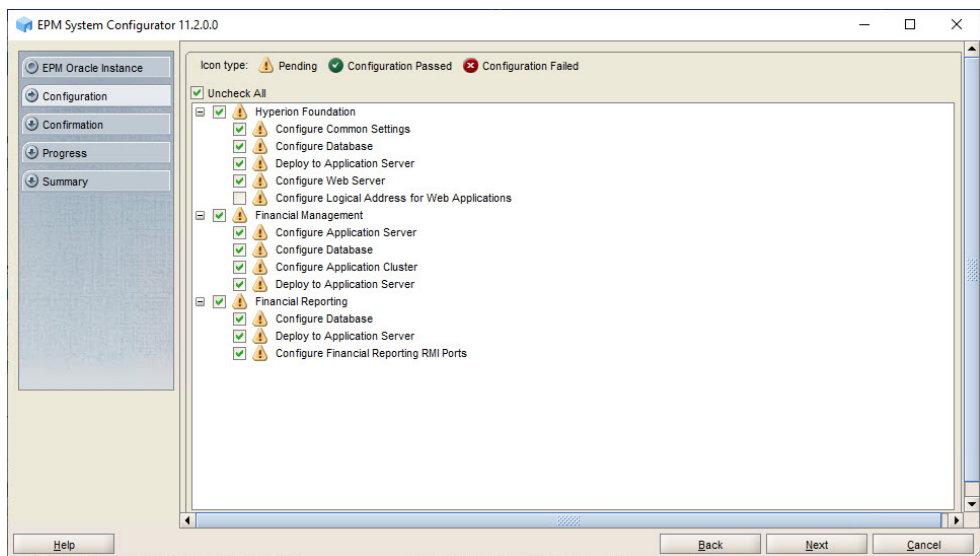 EPM System Configurator 11.2.0.0
EPM Oracle Instance
Configuration
Confirmation
Progress
Summary
Icon type: Pending Configuration Passed Configuration Failed
Uncheck All
Hyperion Foundation
Configure Common Settings
Configure Database
Deploy to Application Server
Configure Web Server
Configure Logical Address for Web Applications
Financial Management
Configure Application Server
Configure Database
Configure Application Cluster
Deploy to Application Server
Financial Reporting
Configure Database
Deploy to Application Server
Configure Financial Reporting RMI Ports
Help Back Next Cancel